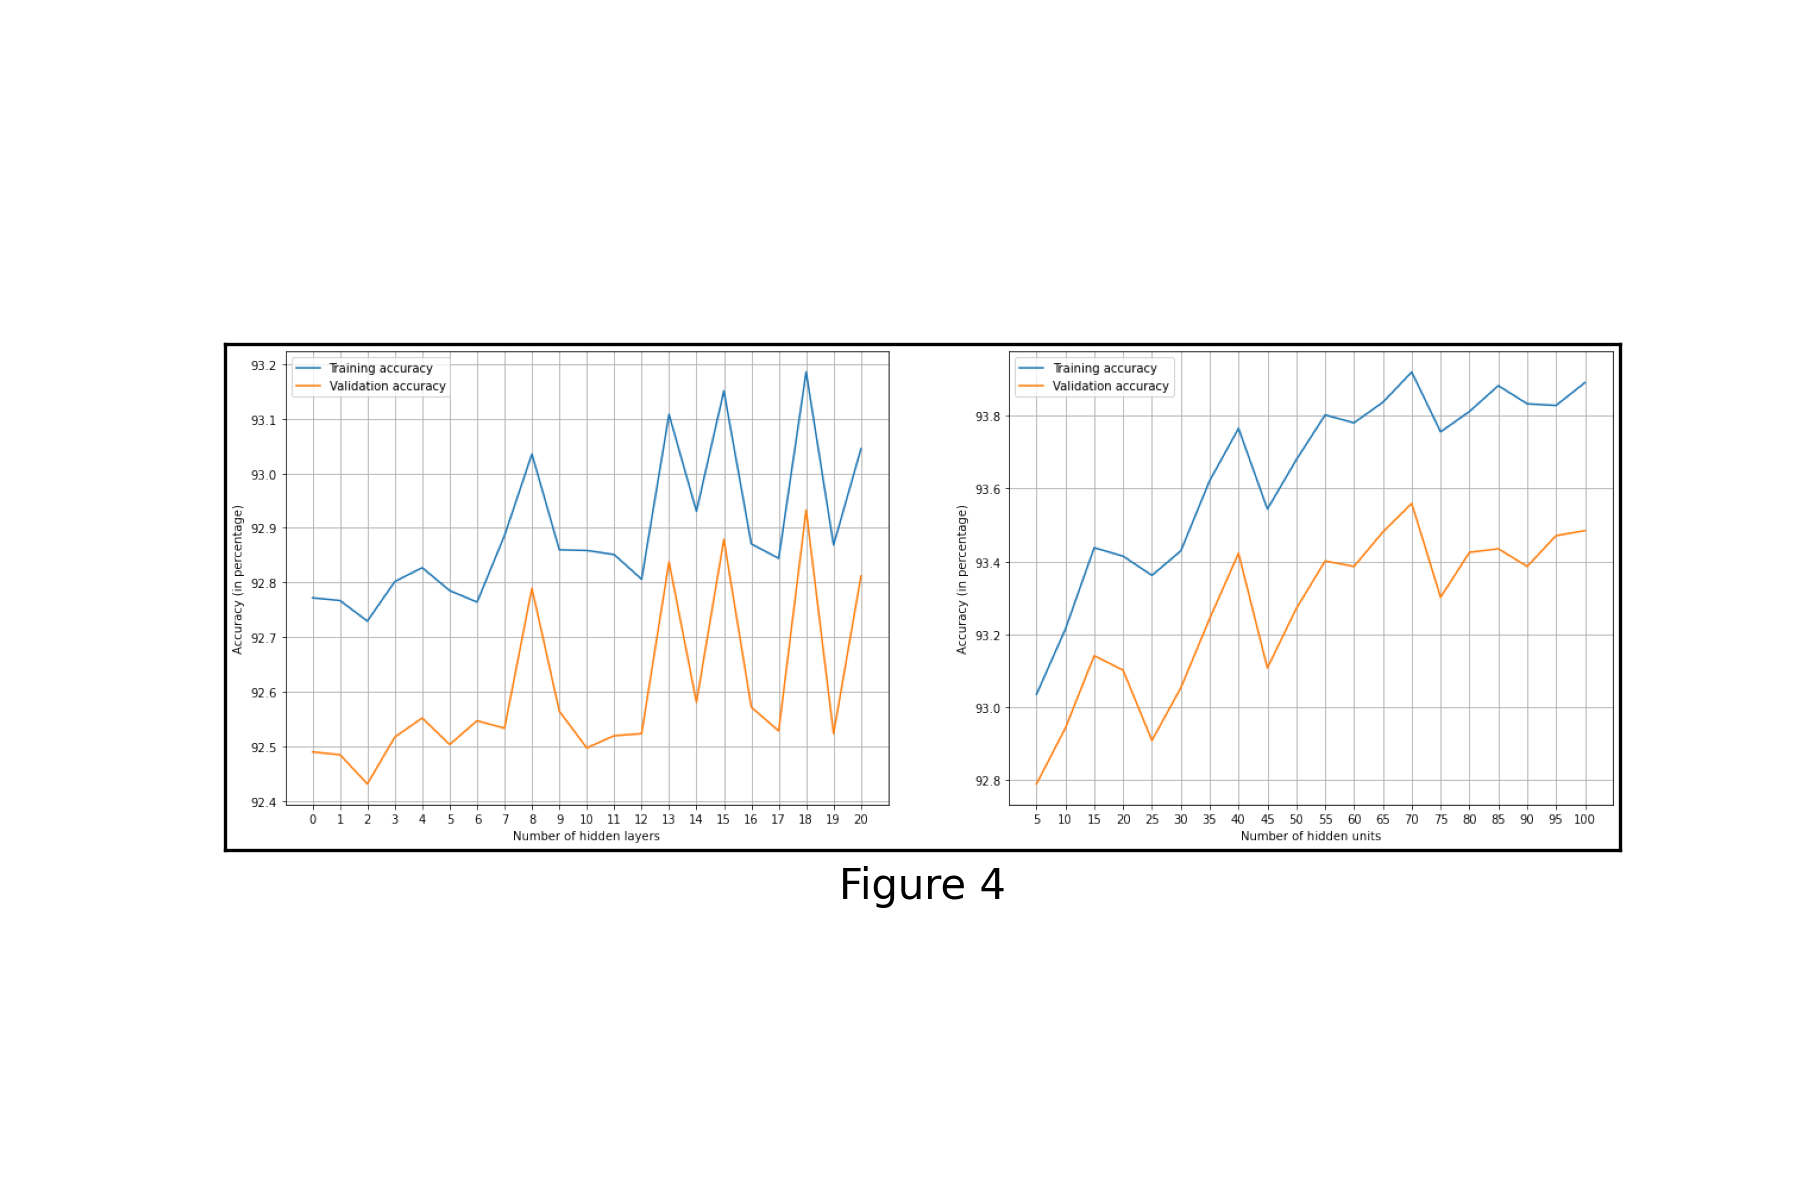 Training accuracy
Validation accuracy
93.2
93.1
93.0
92.9
92.8
92.7
92.6
92.5
92.4
Accuracy (in percentage)
0 1 2 3 4 5 6 7 8 9 10 11 12 13 14 15 16 17 18 19 20
Number of hidden layers
Training accuracy
Validation accuracy
93.8
93.6
93.4
93.2
93.0
92.8
Accuracy (in percentage)
5 10 15 20 25 30 35 40 45 50 55 60 65 70 75 80 85 90 95 100
Number of hidden units
Figure 4